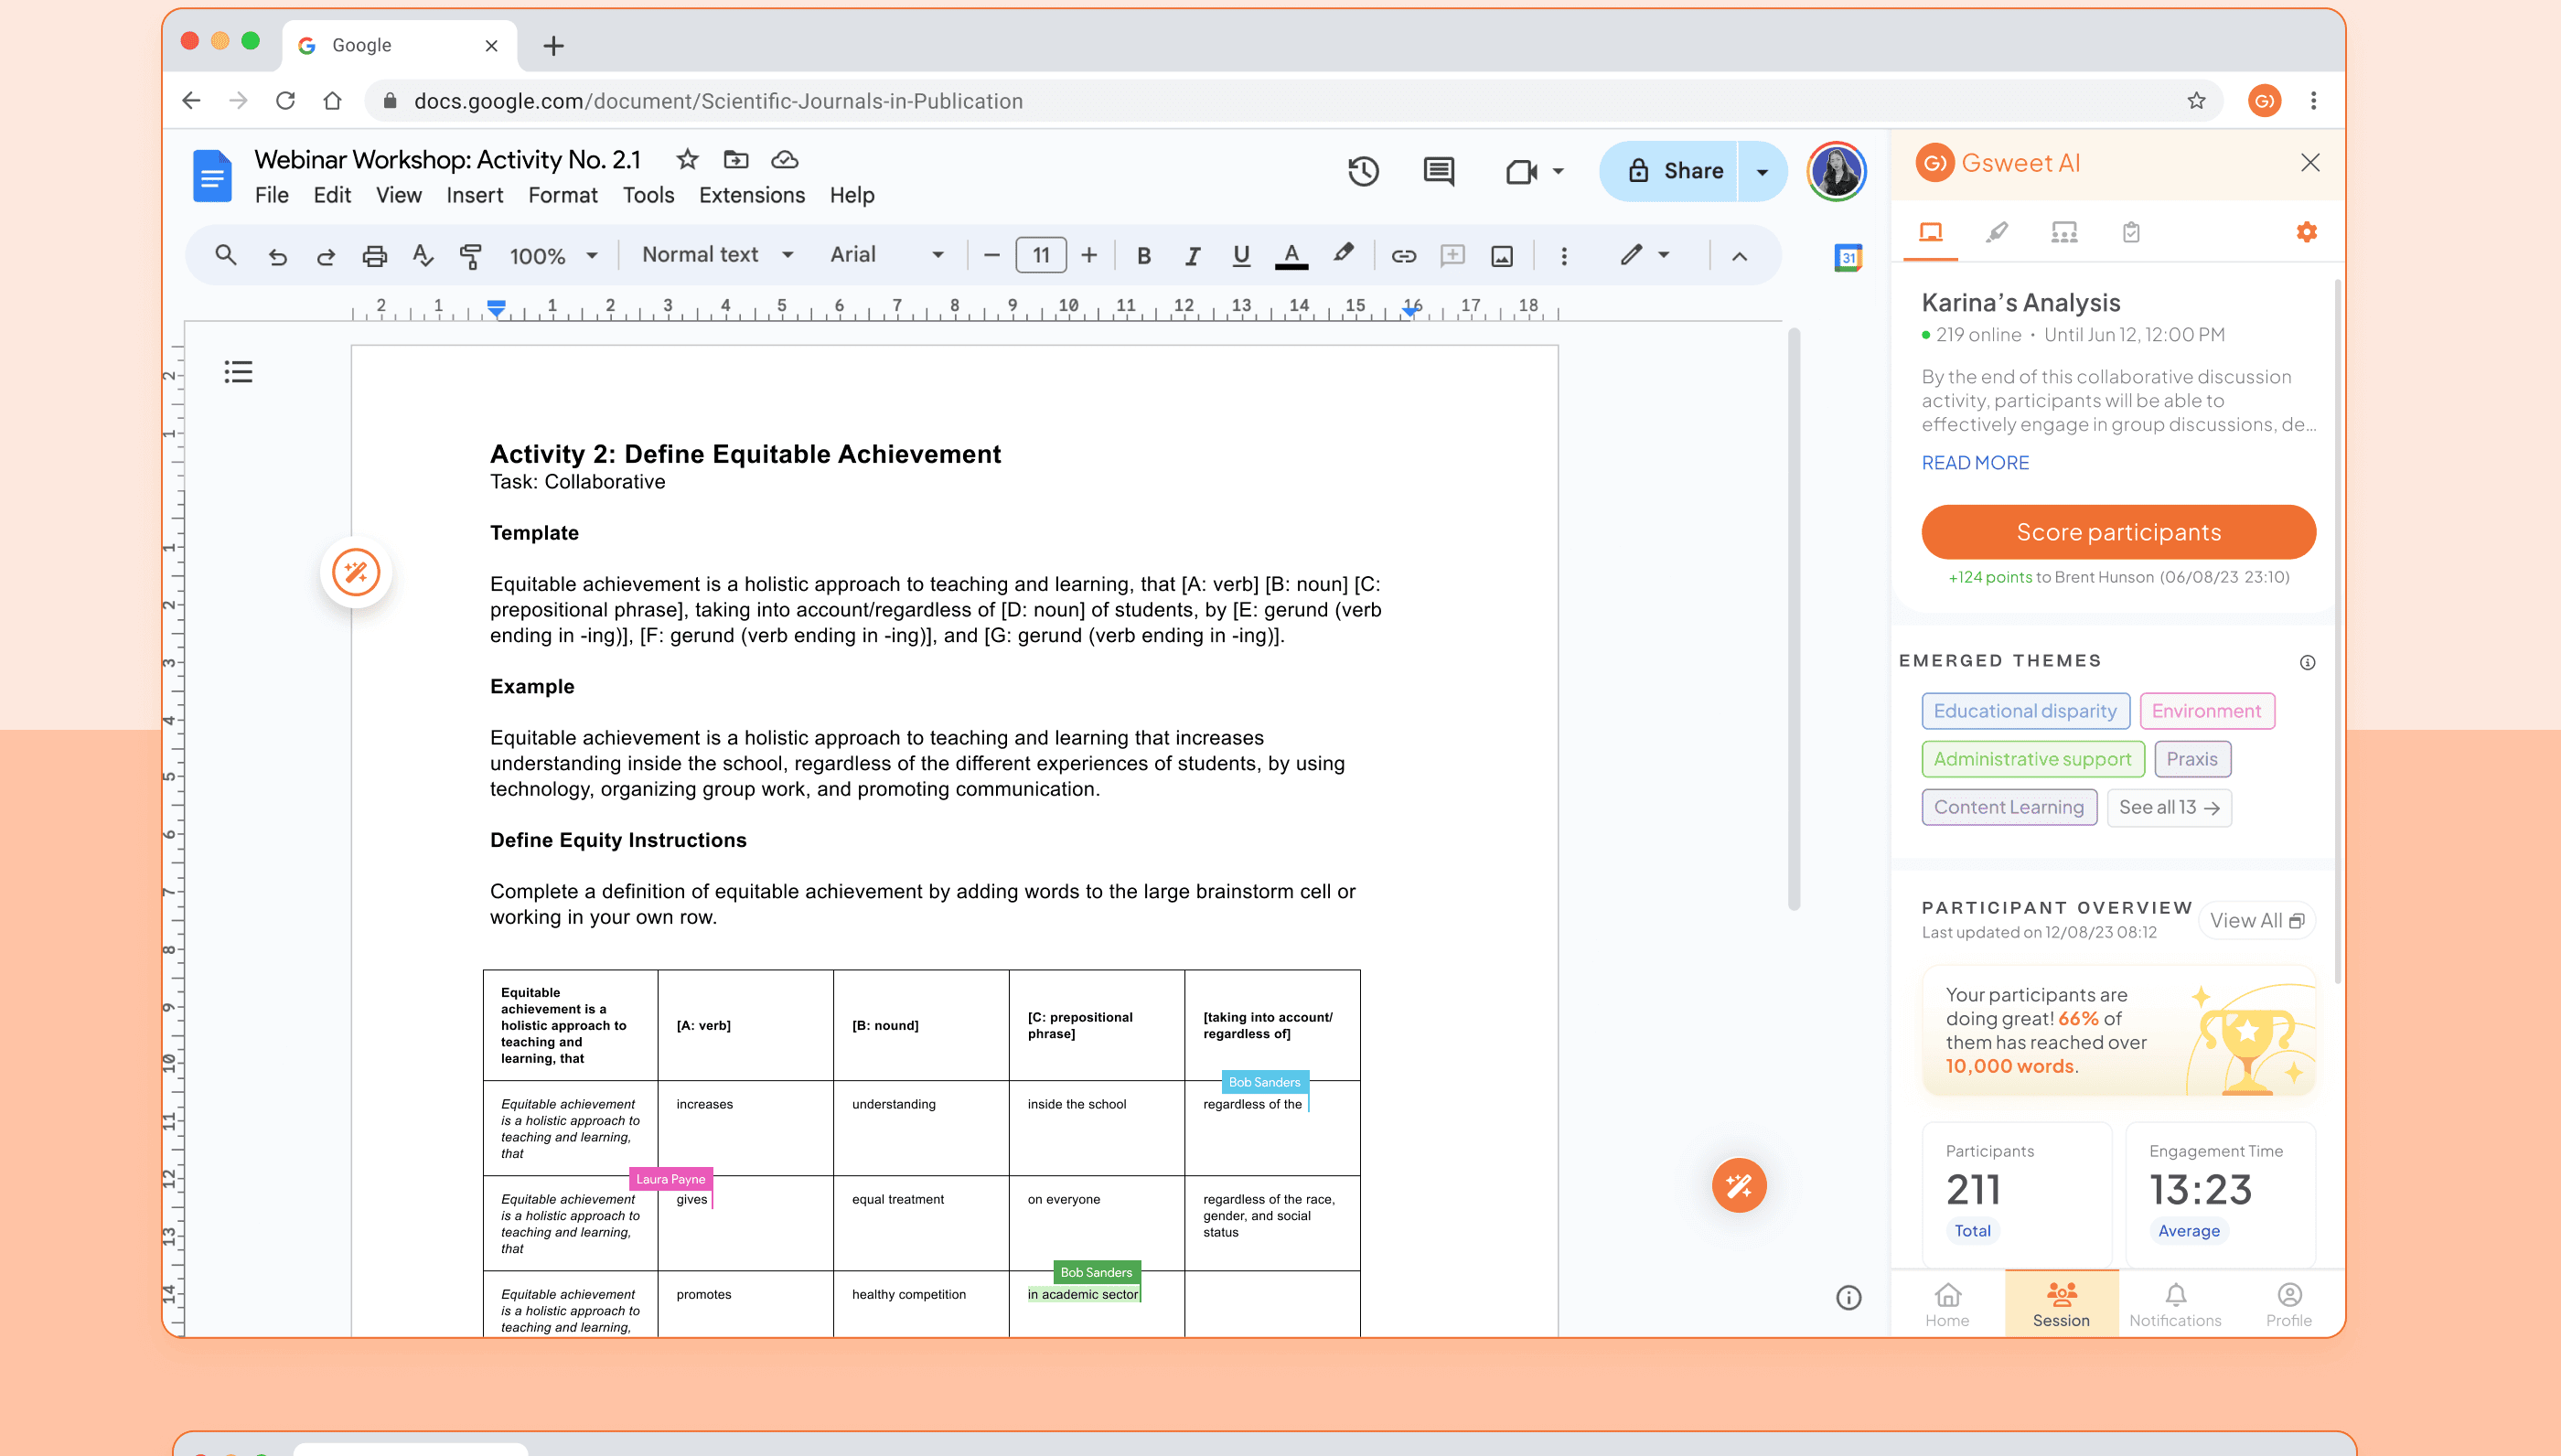 Google
docs.google.com/document/Scientific-Journals-in-Publication
Webinar Workshop: Activity No. 2.1
File Edit View Insert Format Tools Extensions Help
Share
100% Normal text Arial 11 B I U A
31
2 1 1 2 3 4 5 6 7 8 9 10 11 12 13 14 15 16 17 18
2
1
1
2
3
4
5
6
7
8
9
10
11
12
13
14
Activity 2: Define Equitable Achievement
Task: Collaborative
Template
Equitable achievement is a holistic approach to teaching and learning, that [A: verb] [B: noun] [C:
prepositional phrase], taking into account/regardless of [D: noun] of students, by [E: gerund (verb
ending in -ing)], [F: gerund (verb ending in -ing)], and [G: gerund (verb ending in -ing)].
Example
Equitable achievement is a holistic approach to teaching and learning that increases
understanding inside the school, regardless of the different experiences of students, by using
technology, organizing group work, and promoting communication.
Define Equity Instructions
Complete a definition of equitable achievement by adding words to the large brainstorm cell or
working in your own row.
Equitable
achievement is a
holistic approach to
teaching and
learning, that
[A: verb]
[B: nound]
[C: prepositional
phrase]
[taking into account/
regardless of]
Bob Sanders
Equitable achievement
is a holistic approach to
teaching and learning,
that
increases
understanding
inside the school
regardless of the
Laura Payne
Equitable achievement
is a holistic approach to
teaching and learning,
that
gives
equal treatment
on everyone
regardless of the race,
gender, and social
status
Bob Sanders
Equitable achievement
is a holistic approach to
teaching and learning,
promotes
healthy competition
in academic sector
G) Gsweet AI
Karina’s Analysis
219 online • Until Jun 12, 12:00 PM
By the end of this collaborative discussion
activity, participants will be able to
effectively engage in group discussions, de...
READ MORE
Score participants
+124 points to Brent Hunson (06/08/23 23:10)
EMERGED THEMES
Educational disparity
Environment
Administrative support
Praxis
Content Learning
See all 13 →
PARTICIPANT OVERVIEW
View All
Last updated on 12/08/23 08:12
Your participants are
doing great! 66% of
them has reached over
10,000 words.
Participants
211
Total
Engagement Time
13:23
Average
Home
Session
Notifications
Profile